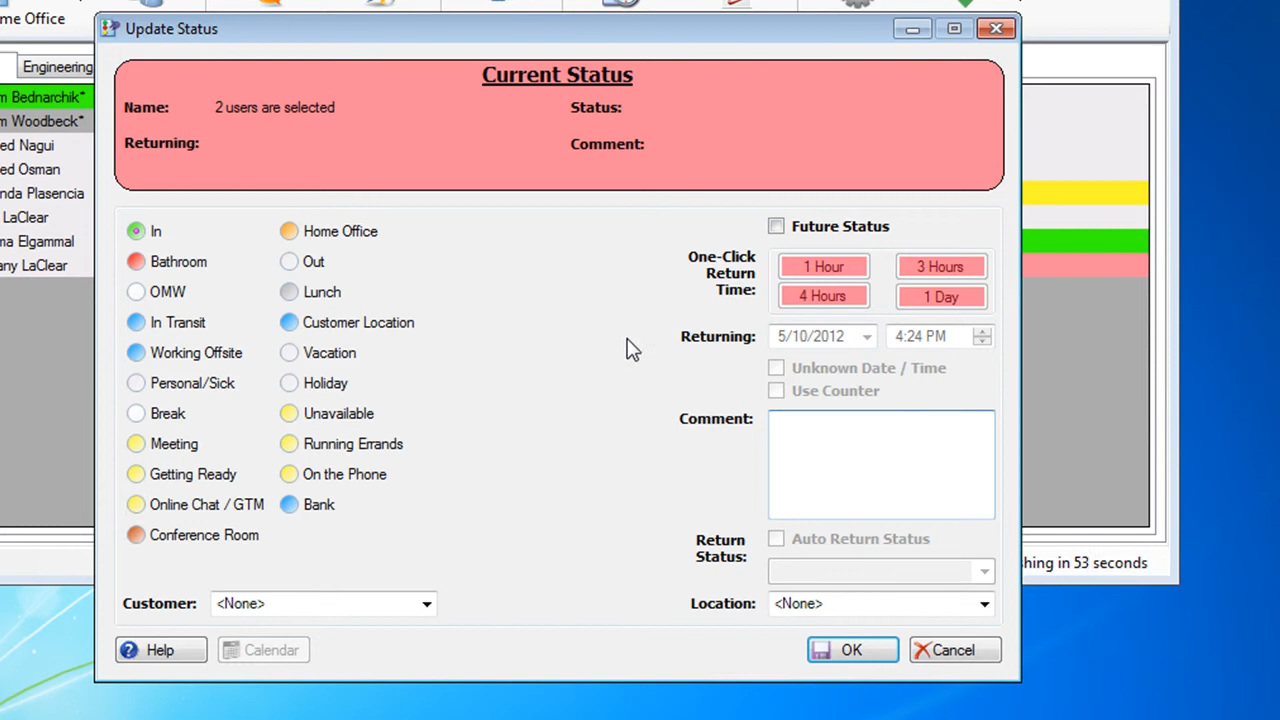 me Office
Update Status
Engineering
m Bednarchik*
m Woodbeck*
ed Nagui
ed Osman
nda Plasencia
LaClear
ma Elgammal
any LaClear
Current Status
Name: 2 users are selected Status:
Returning: Comment:
In Home Office
Bathroom Out
OMW Lunch
In Transit Customer Location
Working Offsite Vacation
Personal/Sick Holiday
Break Unavailable
Meeting Running Errands
Getting Ready On the Phone
Online Chat / GTM Bank
Conference Room
Future Status
One-Click
Return
Time:
1 Hour 3 Hours
4 Hours 1 Day
Returning: 5/10/2012 4:24 PM
Unknown Date / Time
Use Counter
Comment:
Return
Status:
Auto Return Status
Customer: <None> Location: <None>
Help Calendar OK Cancel
shing in 53 seconds